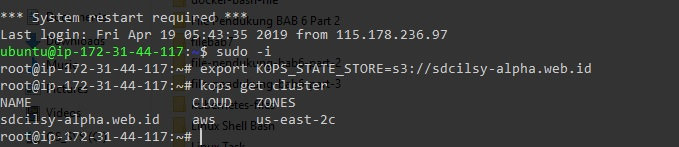 *** System restart required ***
Last login: Fri Apr 19 05:43:35 2019 from 115.178.236.97
ubuntu@ip-172-31-44-117:~$ sudo -i
root@ip-172-31-44-117:~# export KOPS_STATE_STORE=s3://sdcilsy-alpha.web.id
root@ip-172-31-44-117:~# kops get cluster
NAME CLOUD ZONES
sdcilsy-alpha.web.id aws us-east-2c
root@ip-172-31-44-117:~#